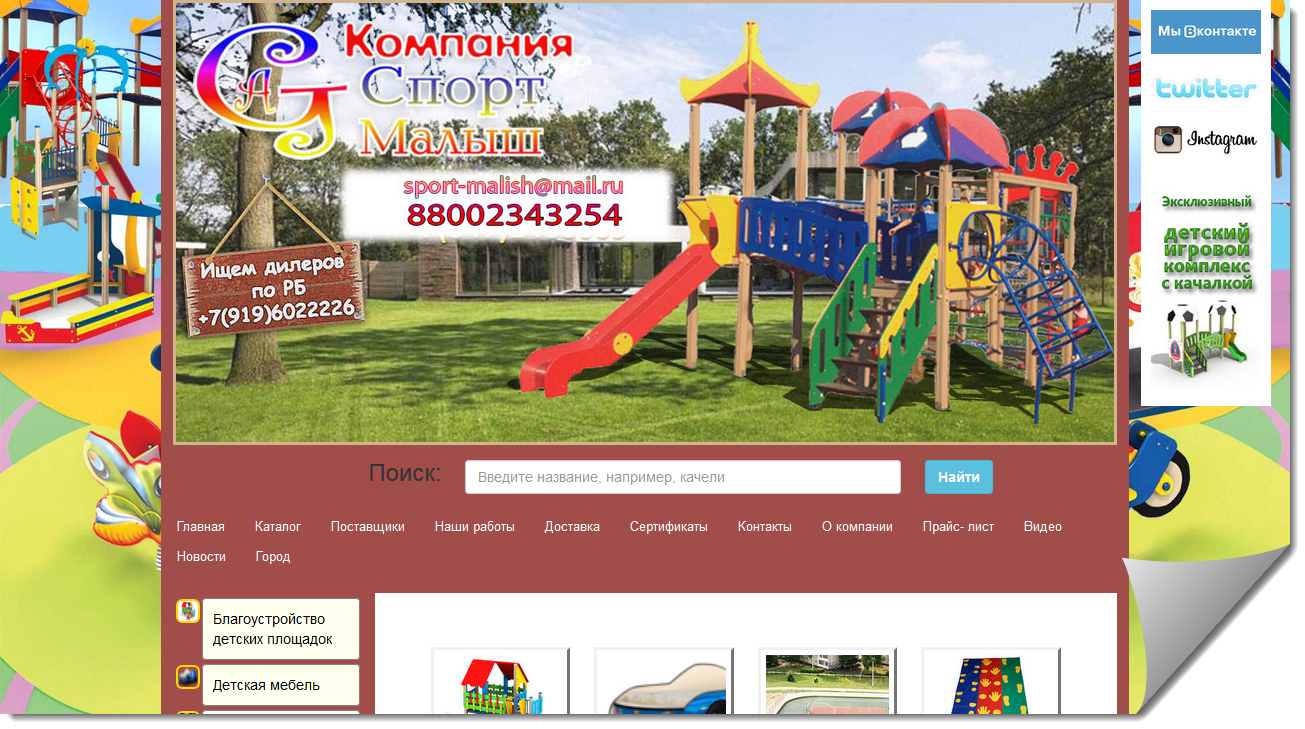 САТ
Компания
Спорт
Малыш
sport-malish@mail.ru
88002343254
Ищем дилеров
по РБ
+7(919)6022226
Мы Вконтакте
twitter
Instagram
Эксклюзивный
детский
игровой
комплекс
с качалкой
Поиск:
Введите название, например, качели
Найти
Главная
Каталог
Поставщики
Наши работы
Доставка
Сертификаты
Контакты
О компании
Прайс- лист
Видео
Новости
Город
Благоустройство
детских площадок
Детская мебель